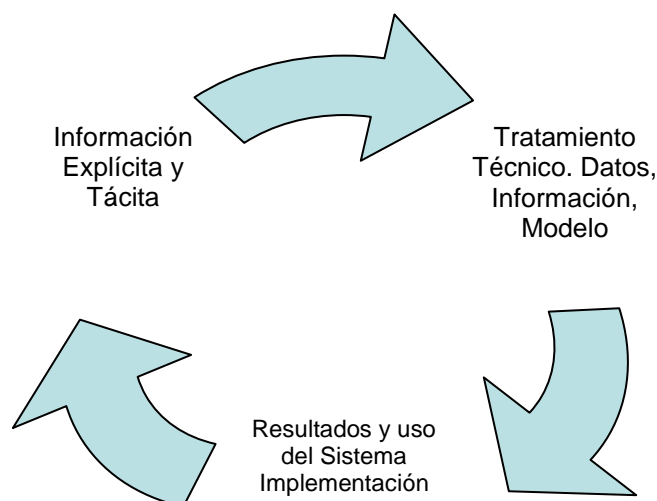 Información
Explícita y
Tácita
Tratamiento
Técnico. Datos,
Información,
Modelo
Resultados y uso
del Sistema
Implementación